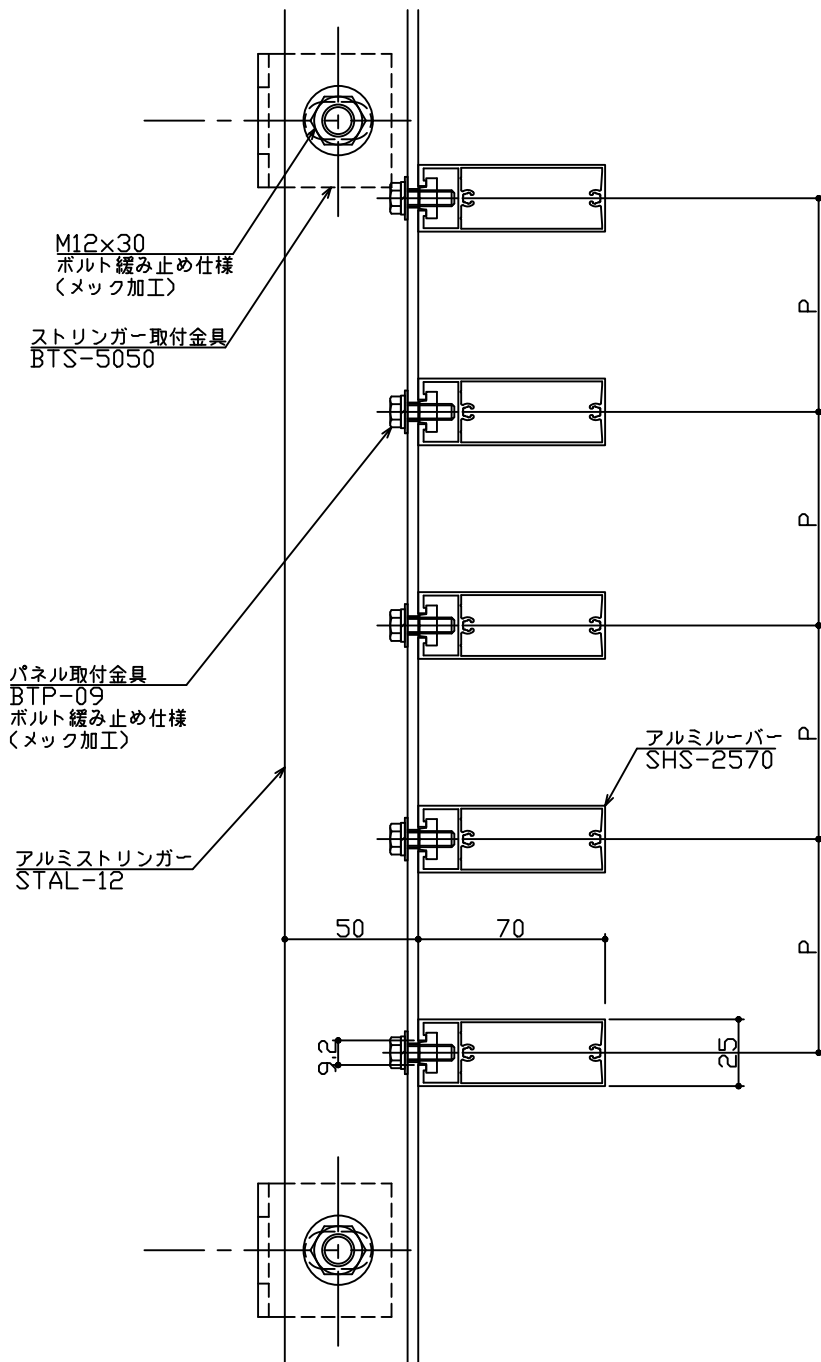 M12x30
ボルト緩み止め仕様
(メック加工)
ストリンガー取付金具
BTS-5050
P
P
パネル取付金具
BTP-09
ボルト緩み止め仕様
(メック加工)
アルミルーバー
SHS-2570
P
アルミストリンガー
STAL-12
50
70
P
9.2
25